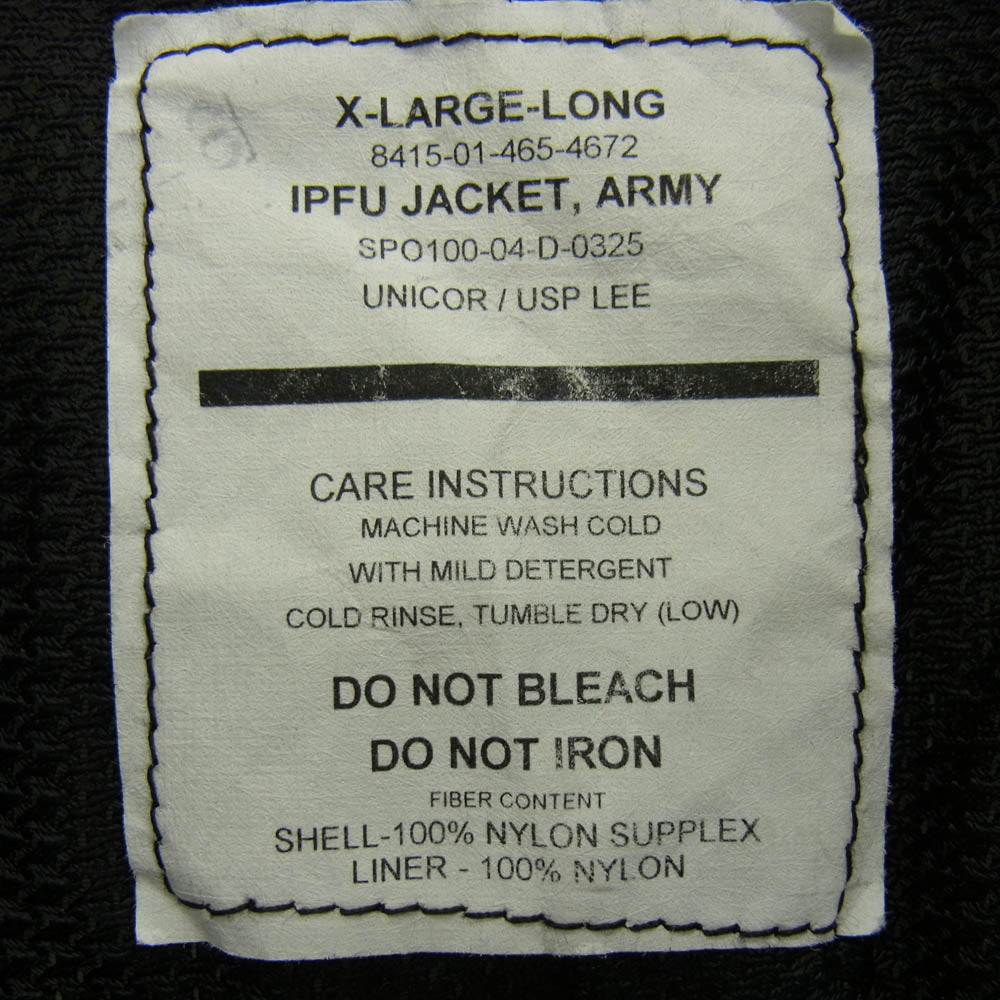 X-LARGE-LONG
8415-01-465-4672
IPFU JACKET, ARMY
SPO100-04-D-0325
UNICOR / USP LEE
CARE INSTRUCTIONS
MACHINE WASH COLD
WITH MILD DETERGENT
COLD RINSE, TUMBLE DRY (LOW)
DO NOT BLEACH
DO NOT IRON
FIBER CONTENT
SHELL-100% NYLON SUPPLEX
LINER - 100% NYLON